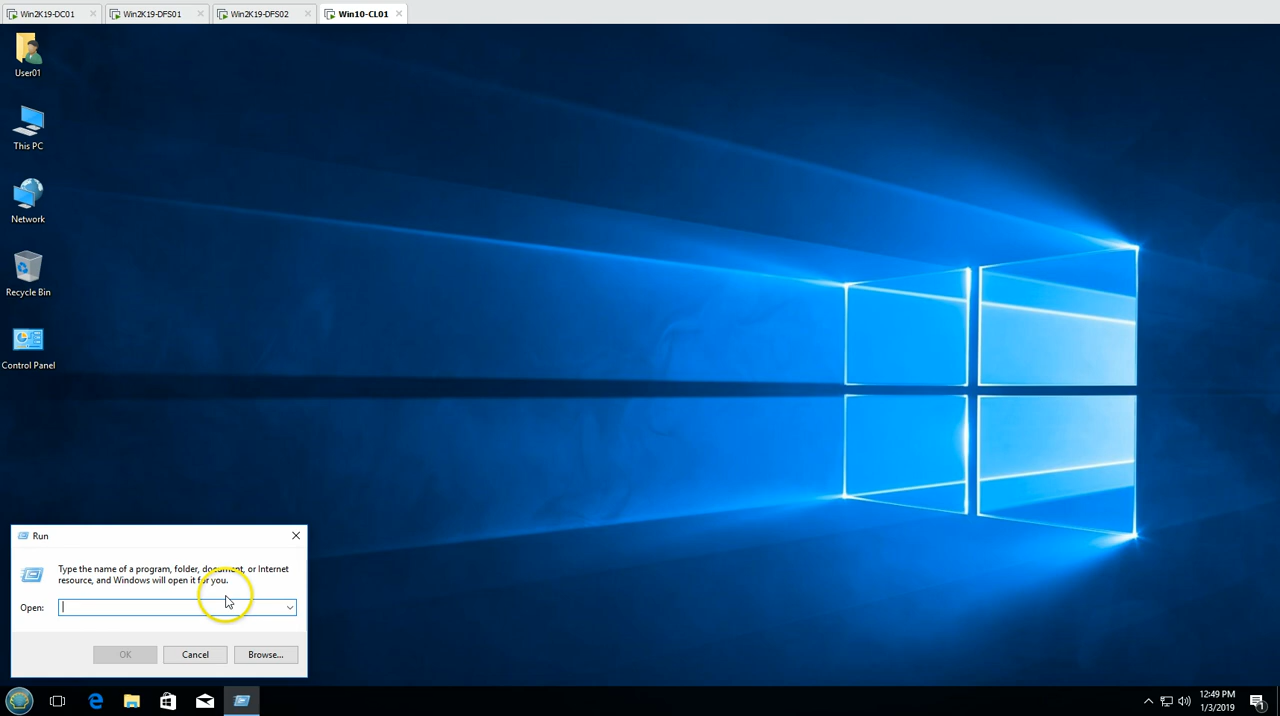 Win2K19-DC01
Win2K19-DFS01
Win2K19-DFS02
Win10-CL01
User01
This PC
Network
Recycle Bin
Control Panel
Run
Type the name of a program, folder, document, or Internet
resource, and Windows will open it for you.
Open:
OK
Cancel
Browse...
12:49 PM
1/3/2019
1